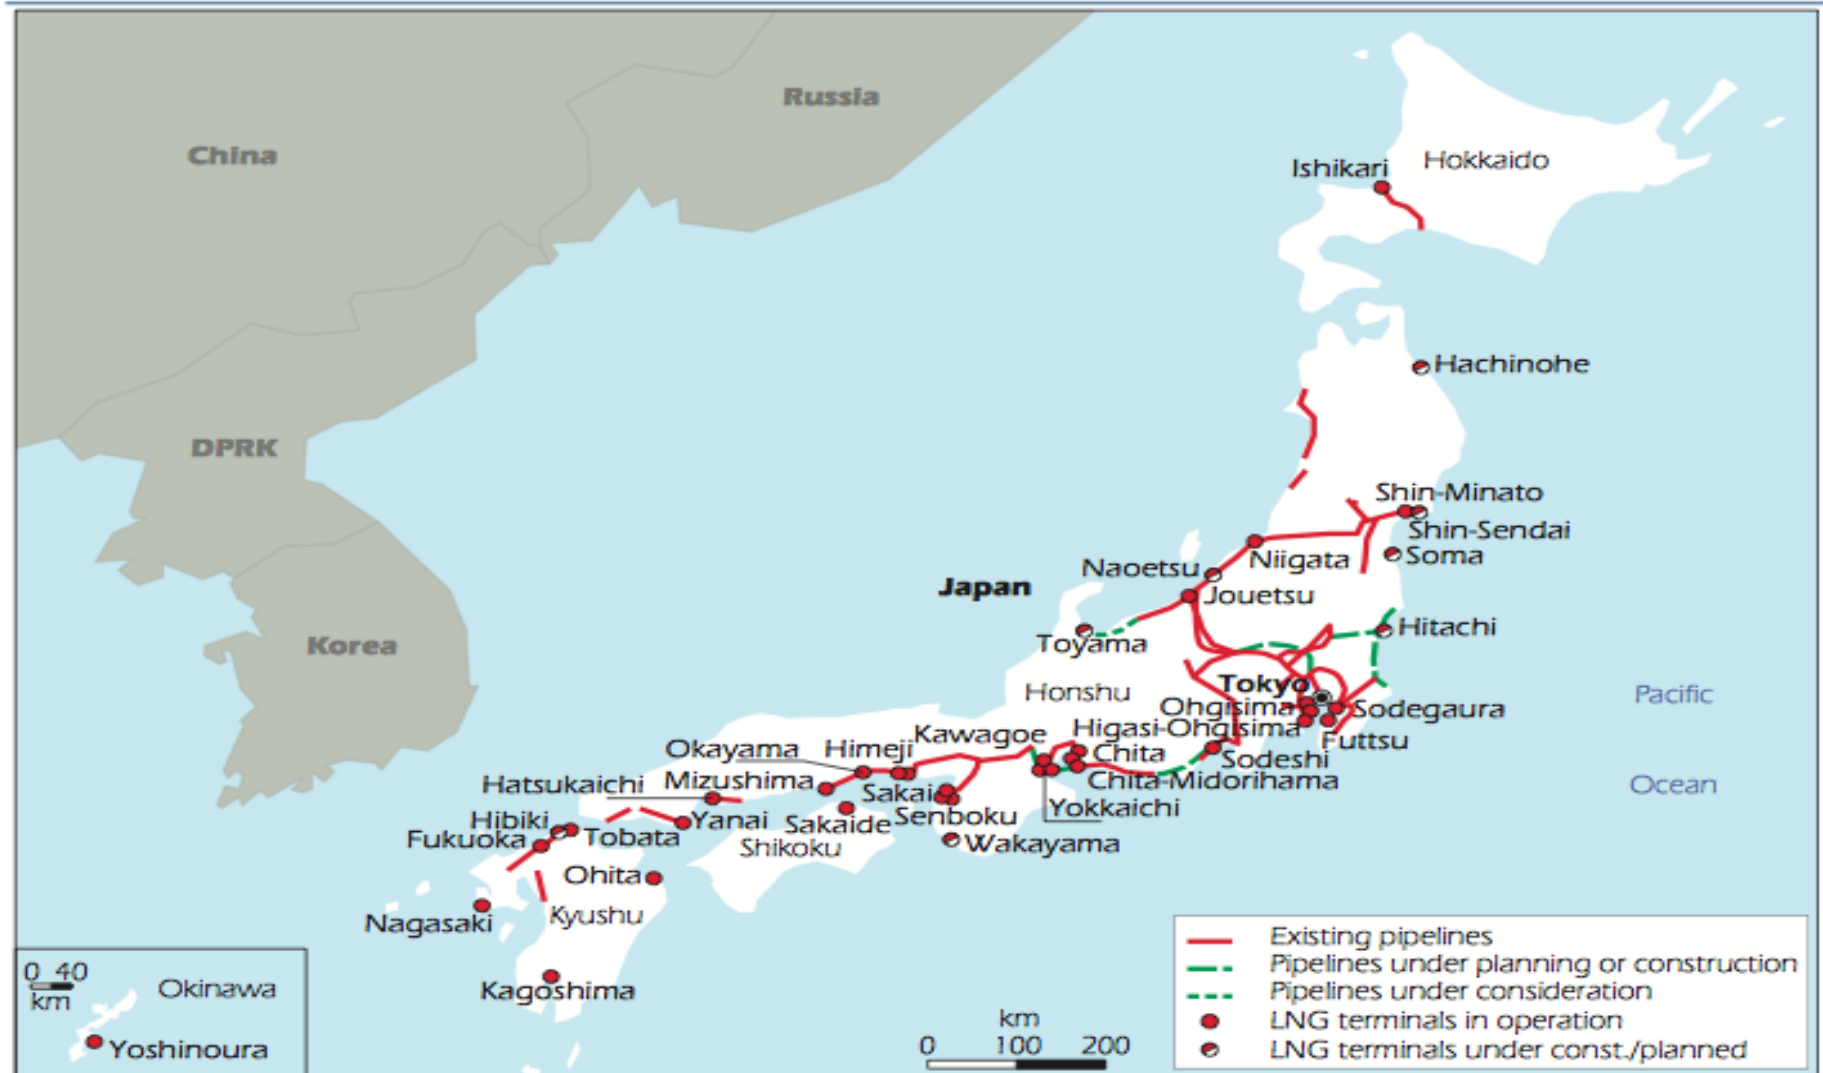 Russia
China
Ishikari
Hokkaido
Hachinohe
DPRK
Shin-Minato
Shin-Sendai
Niigata
Soma
Naoetsu
Japan
Jouetsu
Hitachi
Toyama
Korea
Tokyo
Honshu
Pacific
Ohgisima
Sodegaura
Kawagoe
Higasi-Ohgisima
Futtsu
Okayama
Himeji
Chita
Sodeshi
Hatsukaichi
Mizushima
Chita-Midorihama
Ocean
Sakai
Yokkaichi
Hibiki
Yanai
Sakaide
Senboku
Fukuoka
Tobata
Shikoku
Wakayama
Ohita
Nagasaki
Kyushu
Kagoshima
0 40
km
Okinawa
Yoshinoura
km
0 100 200
Existing pipelines
Pipelines under planning or construction
Pipelines under consideration
LNG terminals in operation
LNG terminals under const./planned